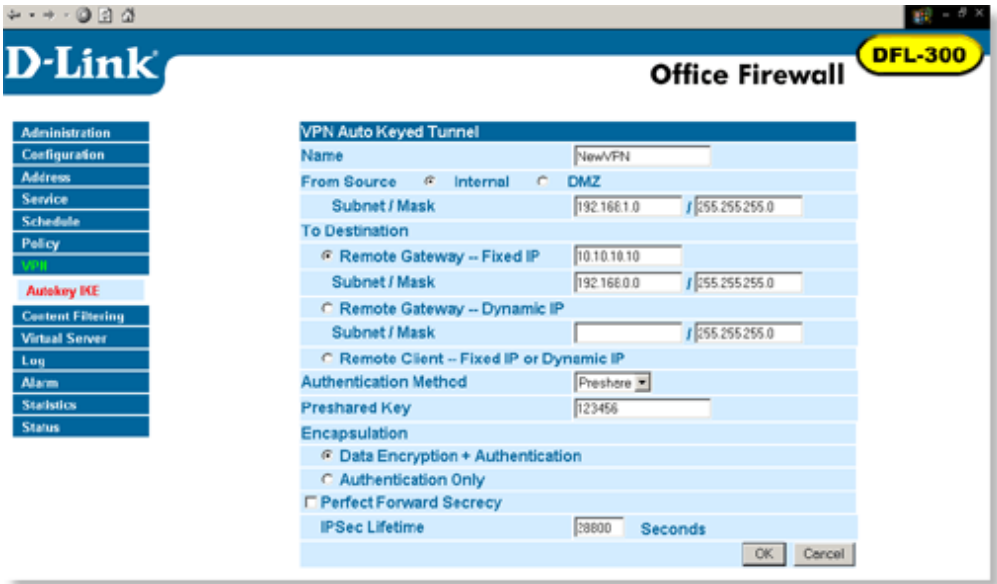 D-Link
Office Firewall
DFL-300
Administration
Configuration
Address
Service
Schedule
Policy
VPN
Autokey IKE
Content Filtering
Virtual Server
Log
Alarm
Statistics
Status
VPN Auto Keyed Tunnel
Name NewVPN
From Source Internal DMZ
Subnet / Mask 192.168.1.0 / 255.255.255.0
To Destination
Remote Gateway -- Fixed IP 10.10.10.10
Subnet / Mask 192.168.0.0 / 255.255.255.0
Remote Gateway -- Dynamic IP
Subnet / Mask / 255.255.255.0
Remote Client -- Fixed IP or Dynamic IP
Authentication Method Preshare
Preshared Key 123456
Encapsulation
Data Encryption + Authentication
Authentication Only
Perfect Forward Secrecy
IPSec Lifetime 28800 Seconds
OK Cancel